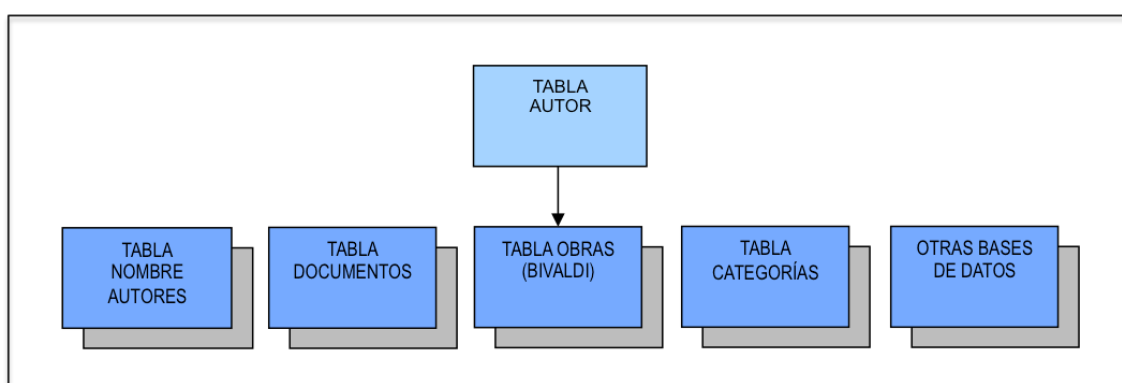 TABLA
AUTOR
TABLA
NOMBRE
AUTORES
TABLA
DOCUMENTOS
TABLA OBRAS
(BIVALDI)
TABLA
CATEGORÍAS
OTRAS BASES
DE DATOS